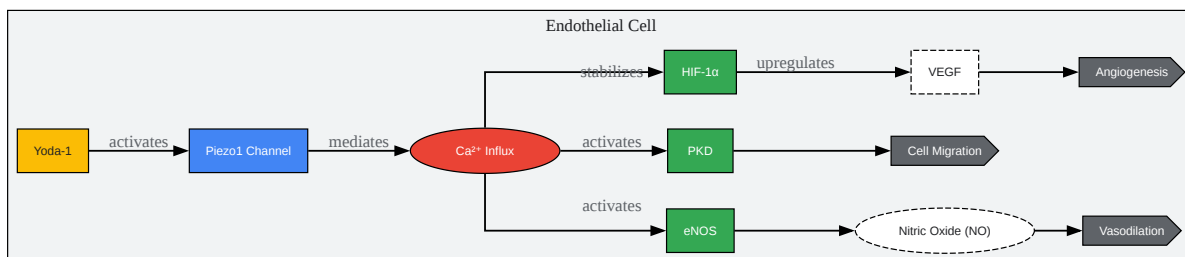 Endothelial Cell
stabilizes
HIF-1α
upregulates
VEGF
Angiogenesis
Yoda-1
activates
Piezo1 Channel
mediates
Ca²⁺ Influx
activates
PKD
Cell Migration
activates
eNOS
Nitric Oxide (NO)
Vasodilation